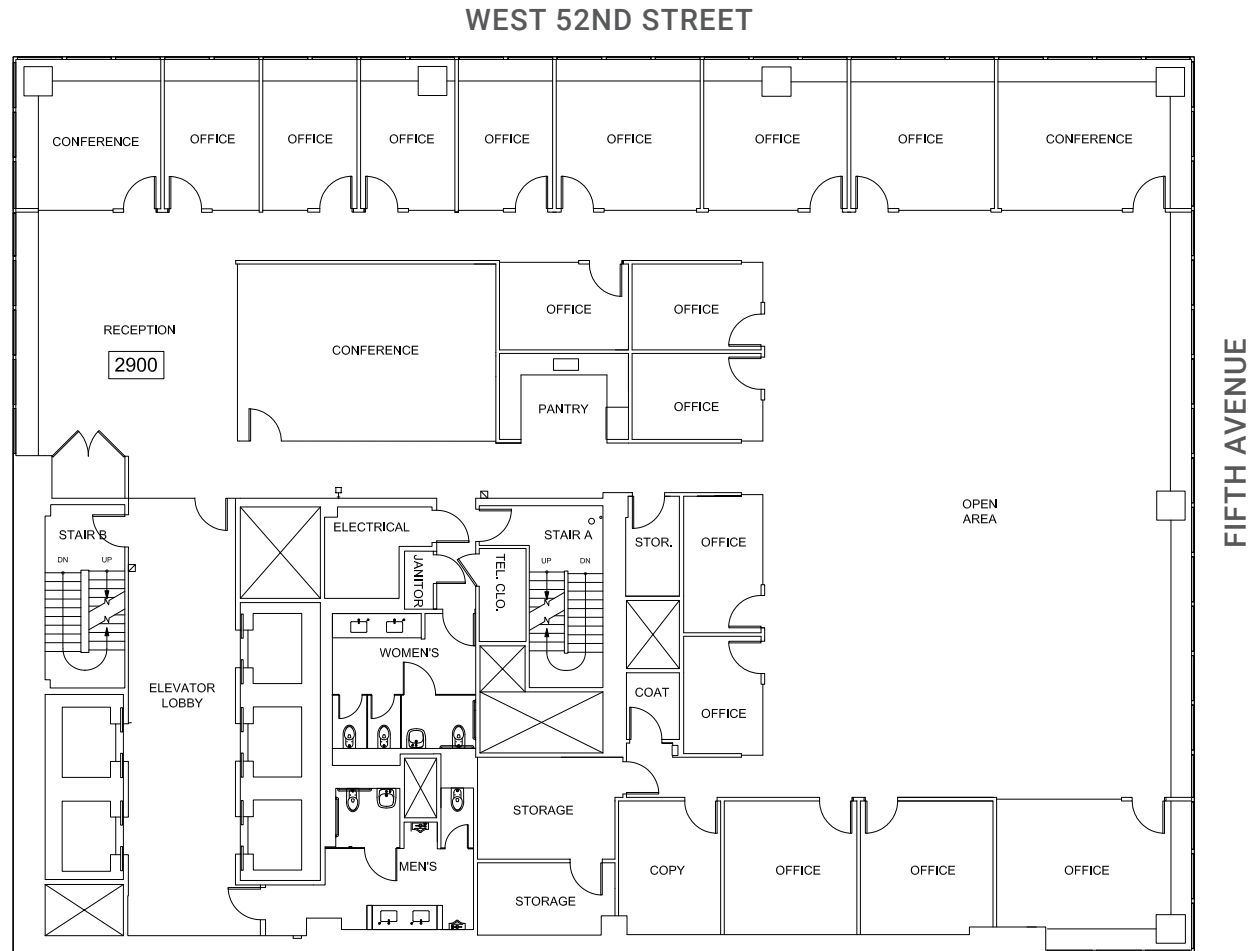 WEST 52ND STREET
CONFERENCE
OFFICE
OFFICE
OFFICE
OFFICE
OFFICE
OFFICE
OFFICE
CONFERENCE
RECEPTION
2900
CONFERENCE
OFFICE
OFFICE
PANTRY
OFFICE
FIFTH AVENUE
OPEN
AREA
STAIR B
DN
UP
ELECTRICAL
JANITOR
TEL. CLO.
STAIR A
UP
DN
STOR.
OFFICE
WOMEN'S
ELEVATOR
LOBBY
COAT
OFFICE
STORAGE
MEN'S
COPY
OFFICE
OFFICE
OFFICE
STORAGE